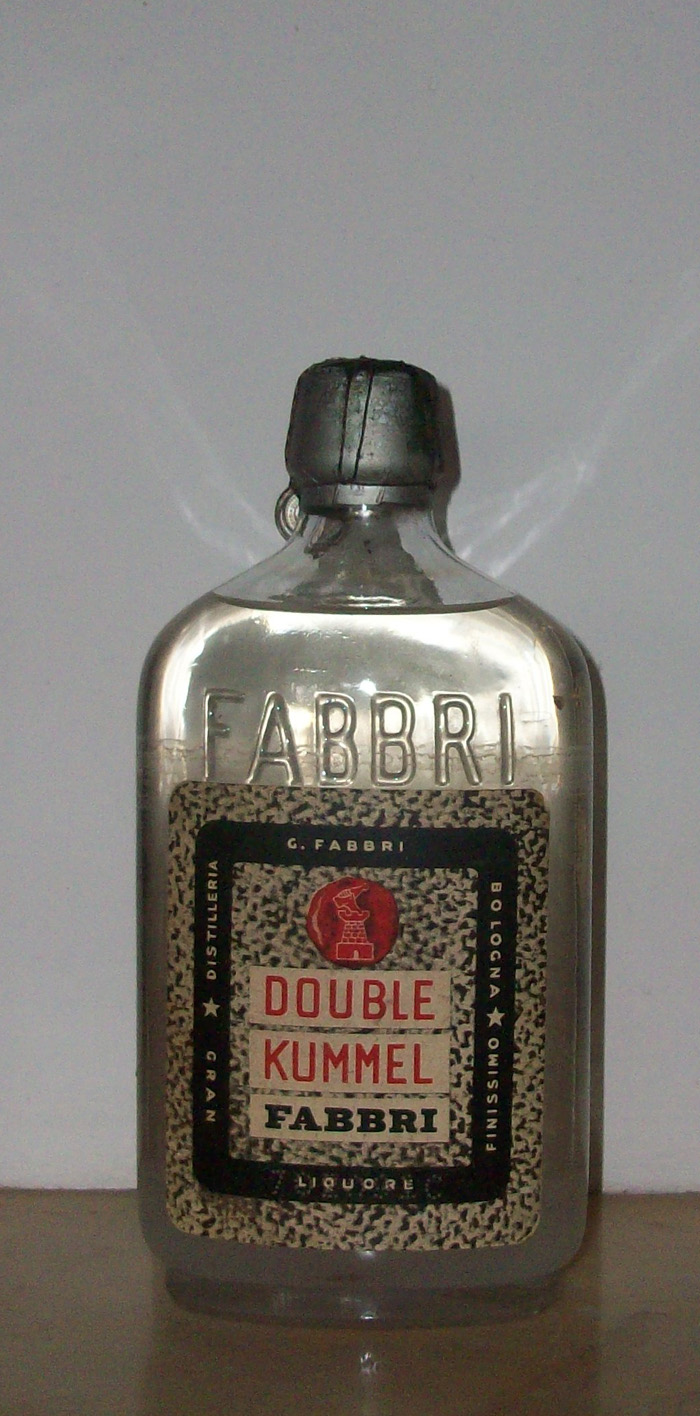 FABBRI
G. FABBRI
DISTILLERIA
BOLOGNA
DOUBLE
KUMMEL
FABBRI
GRAN
LIQUORE
FINISSIMO